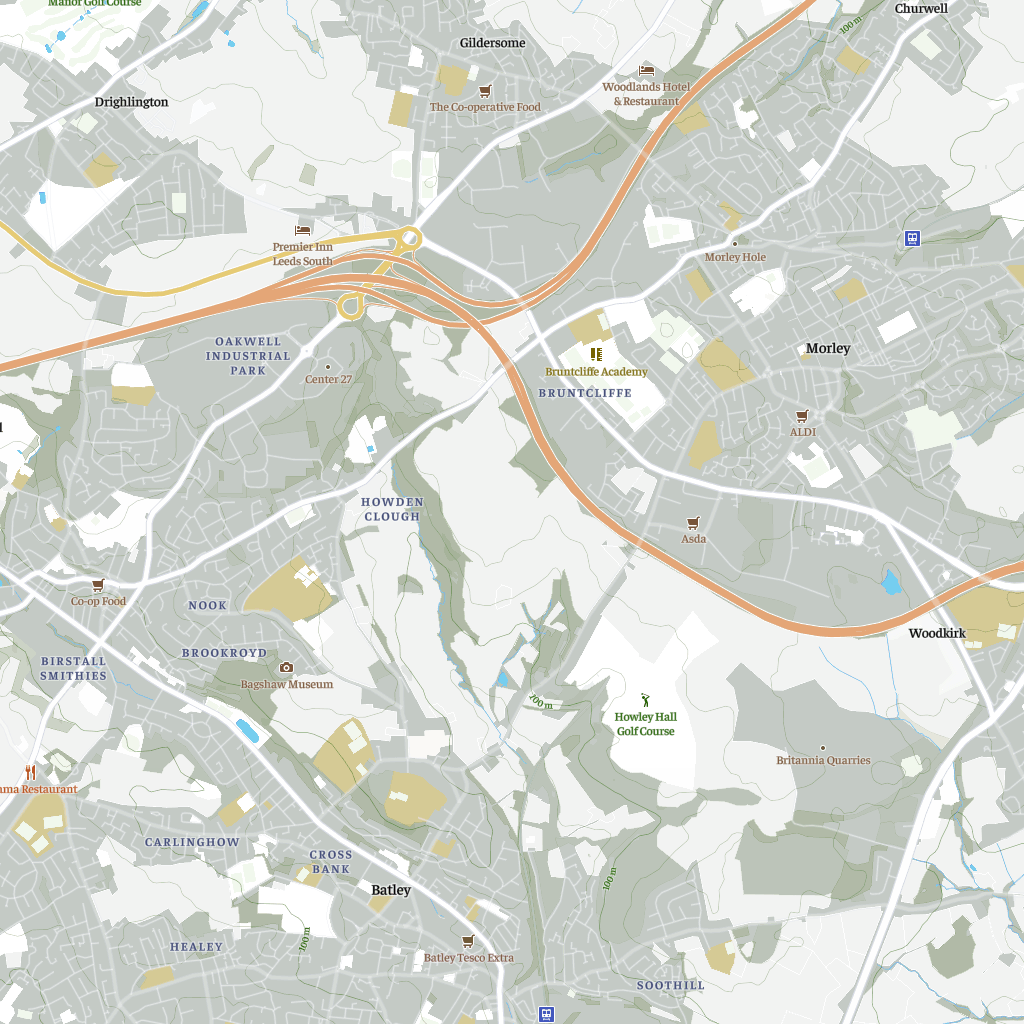 Manor Golf Course
Churwell
100 m
Gildersome
Woodlands Hotel
& Restaurant
Drighlington
The Co-operative Food
Premier Inn
Leeds South
Morley Hole
OAKWELL
INDUSTRIAL
PARK
Center 27
Bruntcliffe Academy
BRUNTCLIFFE
Morley
ALDI
HOWDEN
CLOUGH
Asda
Co-op Food
NOOK
Woodkirk
BROOKROYD
BIRSTALL
SMITHIES
Bagshaw Museum
100 m
Howley Hall
Golf Course
Britannia Quarries
Restaurant
CARLINGHOW
CROSS
BANK
Batley
100 m
100 m
HEALEY
Batley Tesco Extra
SOOTHILL